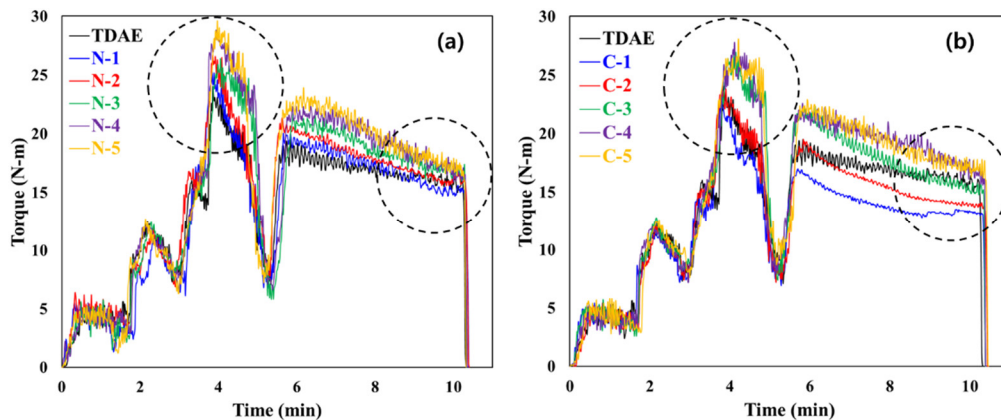 30
25
20
15
10
5
0
Torque (N-m)
TDAE
N-1
N-2
N-3
N-4
N-5
(a)
0 2 4 6 8 10
Time (min)
30
25
20
15
10
5
0
Torque (N-m)
TDAE
C-1
C-2
C-3
C-4
C-5
(b)
0 2 4 6 8 10
Time (min)